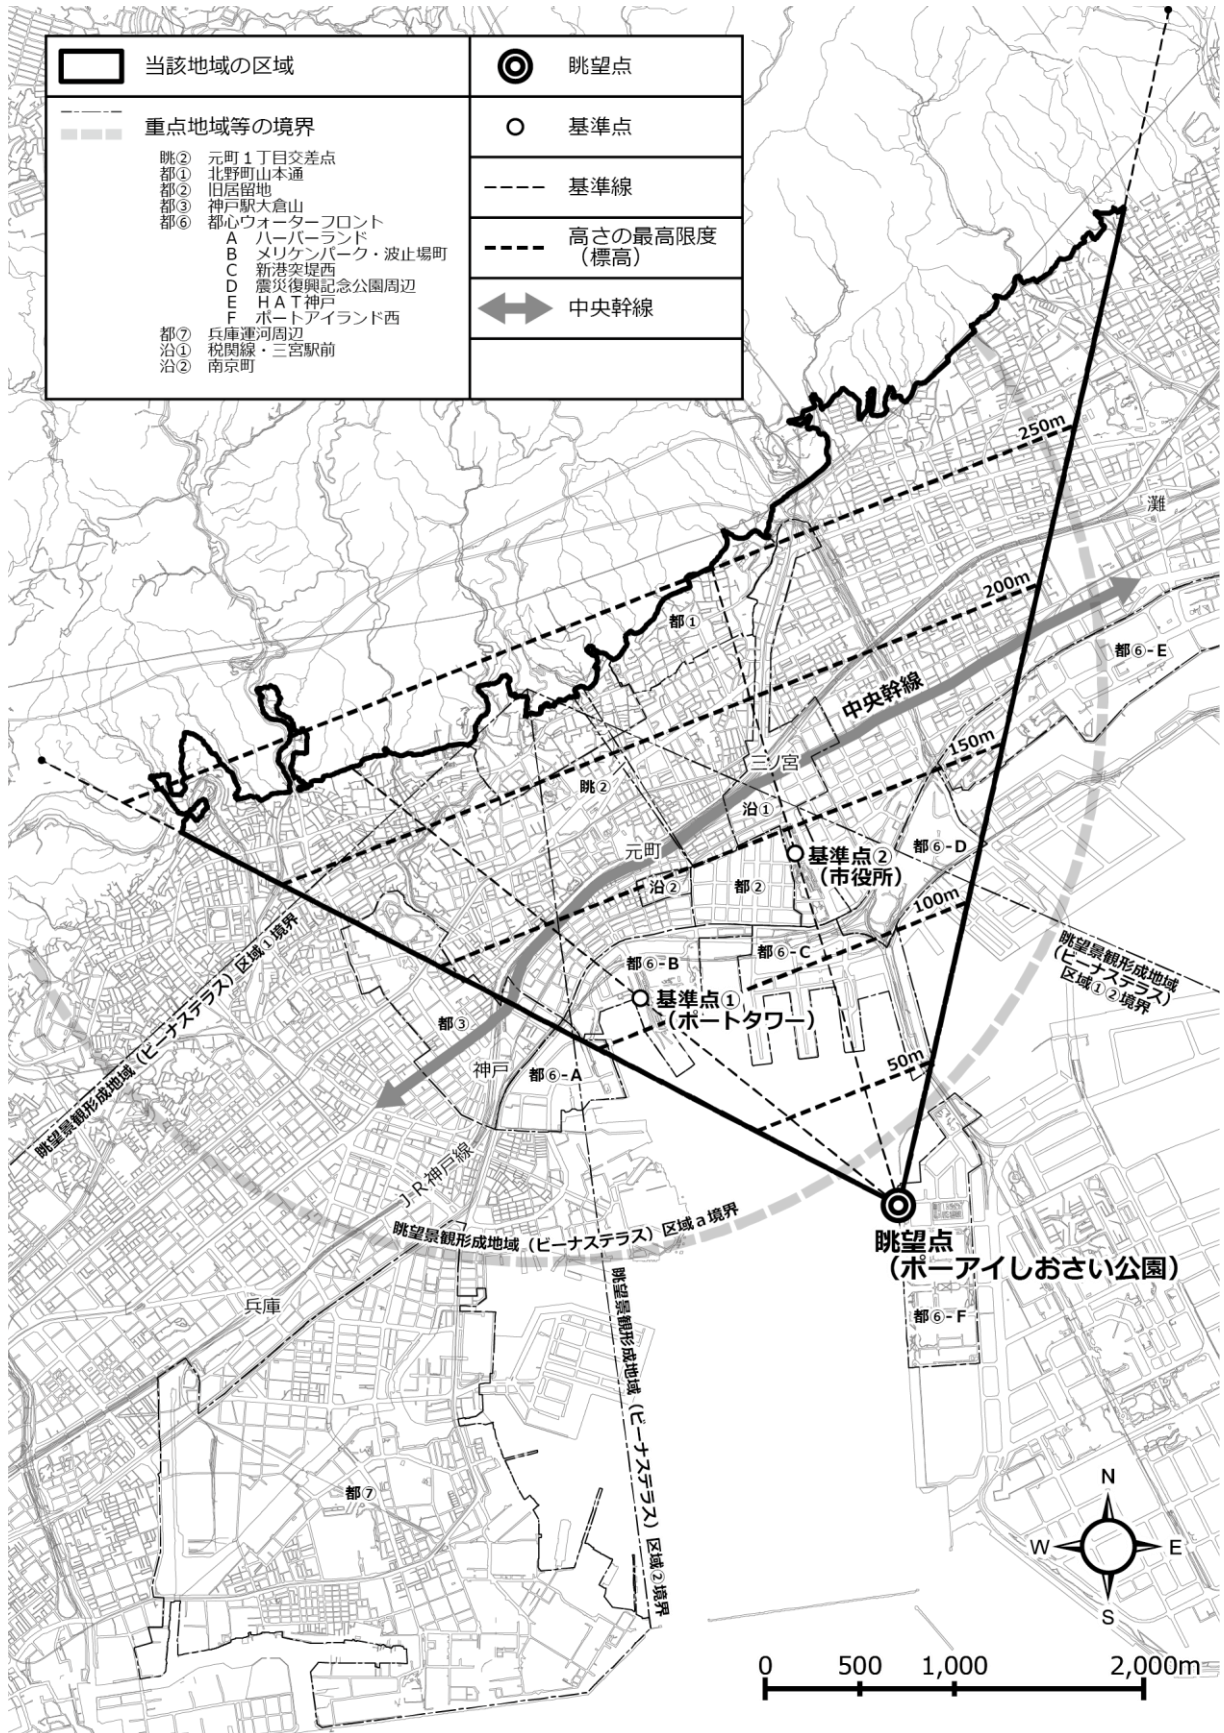 当該地域の区域
重点地域等の境界
眺② 元町１丁目交差点
都① 北野町山本通
都② 旧居留地
都③ 神戸駅大倉山
都⑥ 都心ウォーターフロント
A ハーバーランド
B メリケンパーク・波止場町
C 新港突堤西
D 震災復興記念公園周辺
E ＨＡＴ神戸
F ポートアイランド西
都⑦ 兵庫運河周辺
沿① 税関線・三宮駅前
沿② 南京町
眺望点
基準点
基準線
高さの最高限度
（標高）
中央幹線
250m
灘
200m
都①
都⑥-E
中央幹線
150m
三ノ宮
眺②
沿①
元町
基準点②
（市役所）
都⑥-D
沿②
都②
100m
眺望景観形成地域
（ビーナステラス）
区域①②境界
眺望景観形成地域（ビーナステラス）区域①境界
都⑥-B
都⑥-C
基準点①
（ポートタワー）
都③
神戸
都⑥-A
50m
ＪＲ神戸線
眺望景観形成地域（ビーナステラス）区域ａ境界
眺望点
（ポーアイしおさい公園）
兵庫
眺望景観形成地域（ビーナステラス）区域②境界
都⑥-F
都⑦
N
W
E
S
0 500 1,000 2,000m